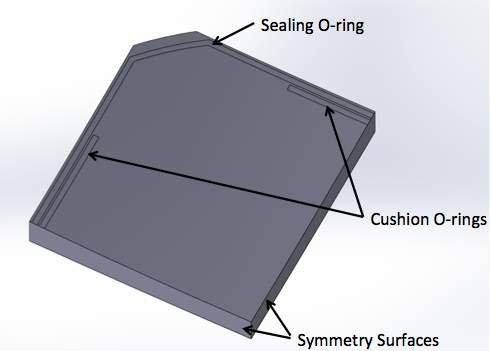 Sealing O-ring
Cushion O-rings
Symmetry Surfaces